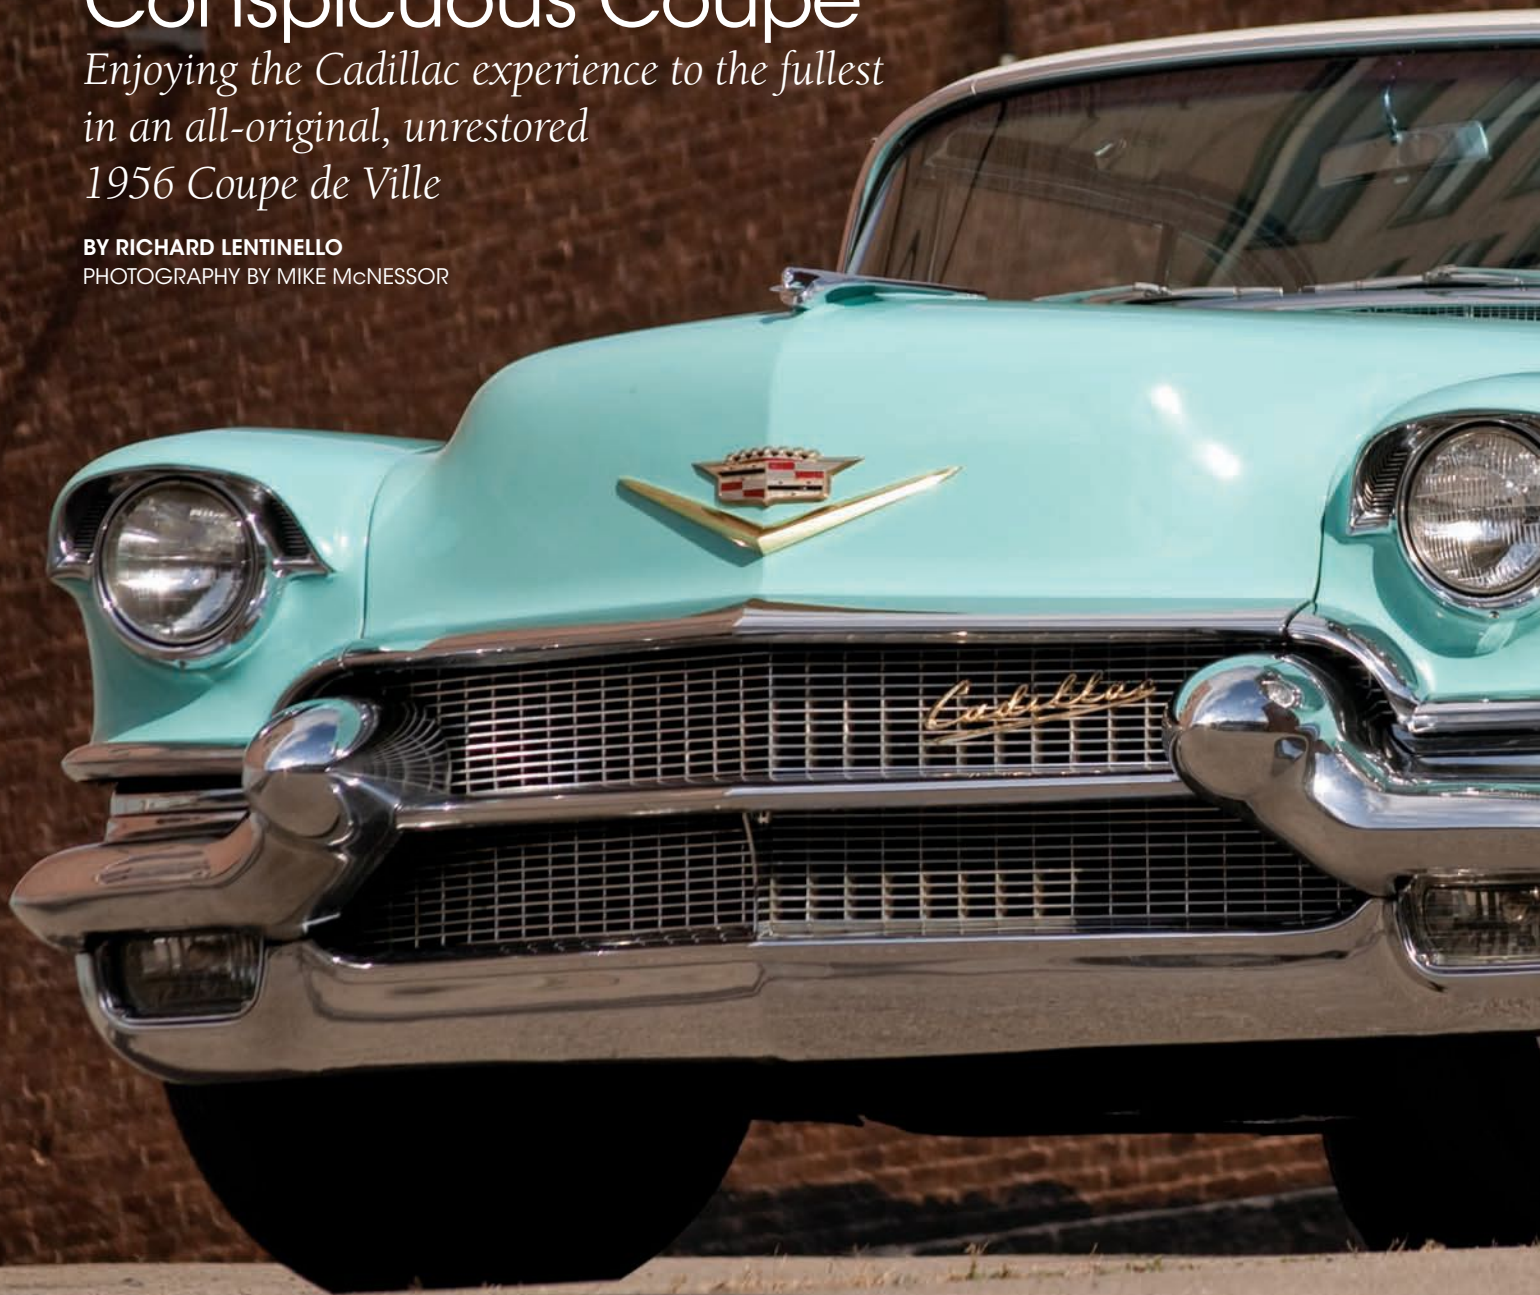 Conspicuous Coupe
Enjoying the Cadillac experience to the fullest
in an all-original, unrestored
1956 Coupe de Ville
BY RICHARD LENTINELLO
PHOTOGRAPHY BY MIKE McNESSOR
Cadillac